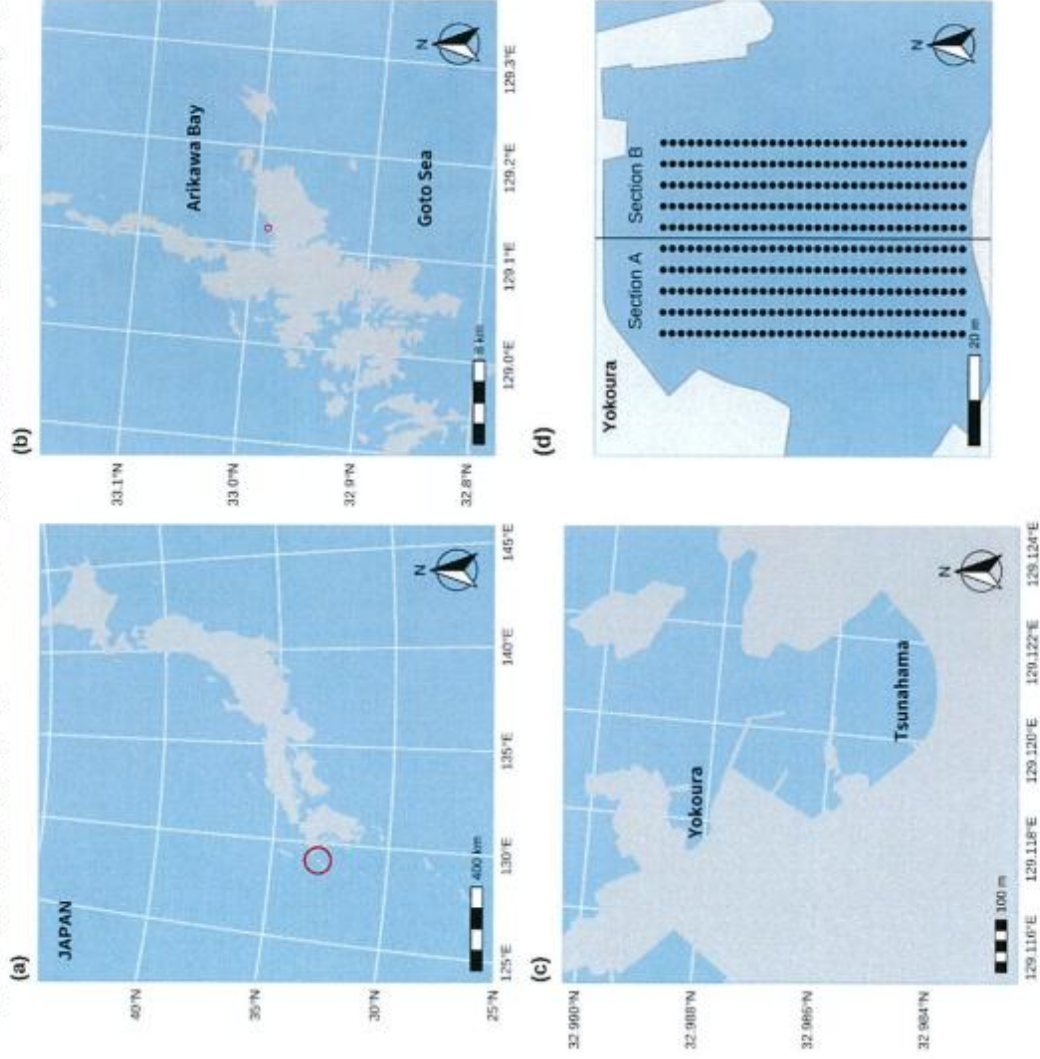 (a)
JAPAN
N
40°N
35°N
30°N
25°N
400 km
125°E
130°E
135°E
140°E
145°E
(b)
Arikawa Bay
Goto Sea
N
33.1°N
33.0°N
32.9°N
32.8°N
8 km
129.0°E
129.1°E
129.2°E
129.3°E
(c)
Yokoura
Tsunahama
N
32.990°N
32.988°N
32.986°N
32.984°N
100 m
129.116°E
129.118°E
129.120°E
129.122°E
129.124°E
(d)
Yokoura
Section A
Section B
N
20 m